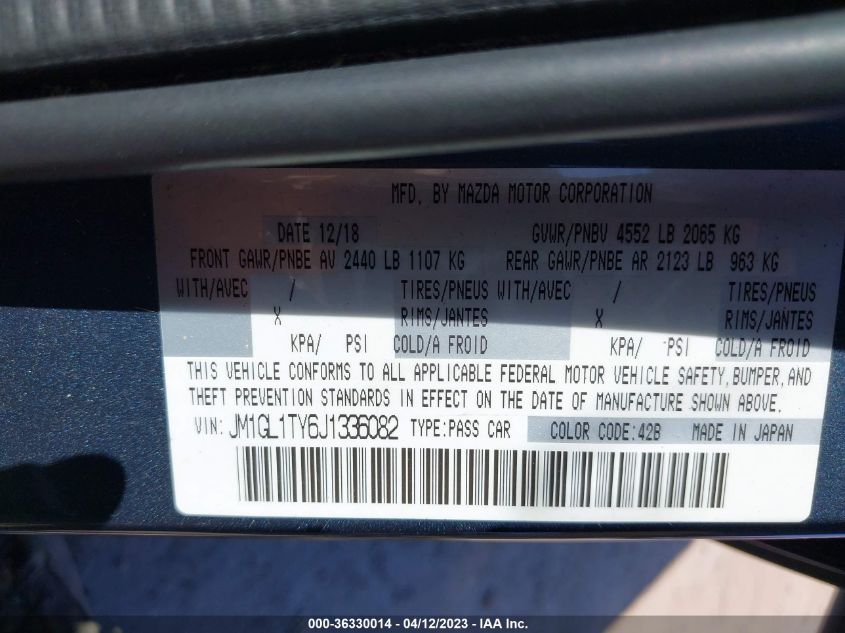 MFD. BY MAZDA MOTOR CORPORATION
DATE 12/18 GVWR/PNBV 4552 LB 2065 KG
FRONT GAWR/PNBE AV 2440 LB 1107 KG REAR GAWR/PNBE AR 2123 LB 963 KG
WITH/AVEC / TIRES/PNEUS WITH/AVEC / TIRES/PNEUS
X RIMS/JANTES X RIMS/JANTES
KPA/ PSI COLD/A FROID KPA/ PSI COLD/A FROID
THIS VEHICLE CONFORMS TO ALL APPLICABLE FEDERAL MOTOR VEHICLE SAFETY, BUMPER, AND
THEFT PREVENTION STANDARDS IN EFFECT ON THE DATE OF MANUFACTURE SHOWN ABOVE.
VIN: JM1GL1TY6J1336082 TYPE: PASS CAR COLOR CODE: 42B MADE IN JAPAN
000-36330014 - 04/12/2023 - IAA Inc.